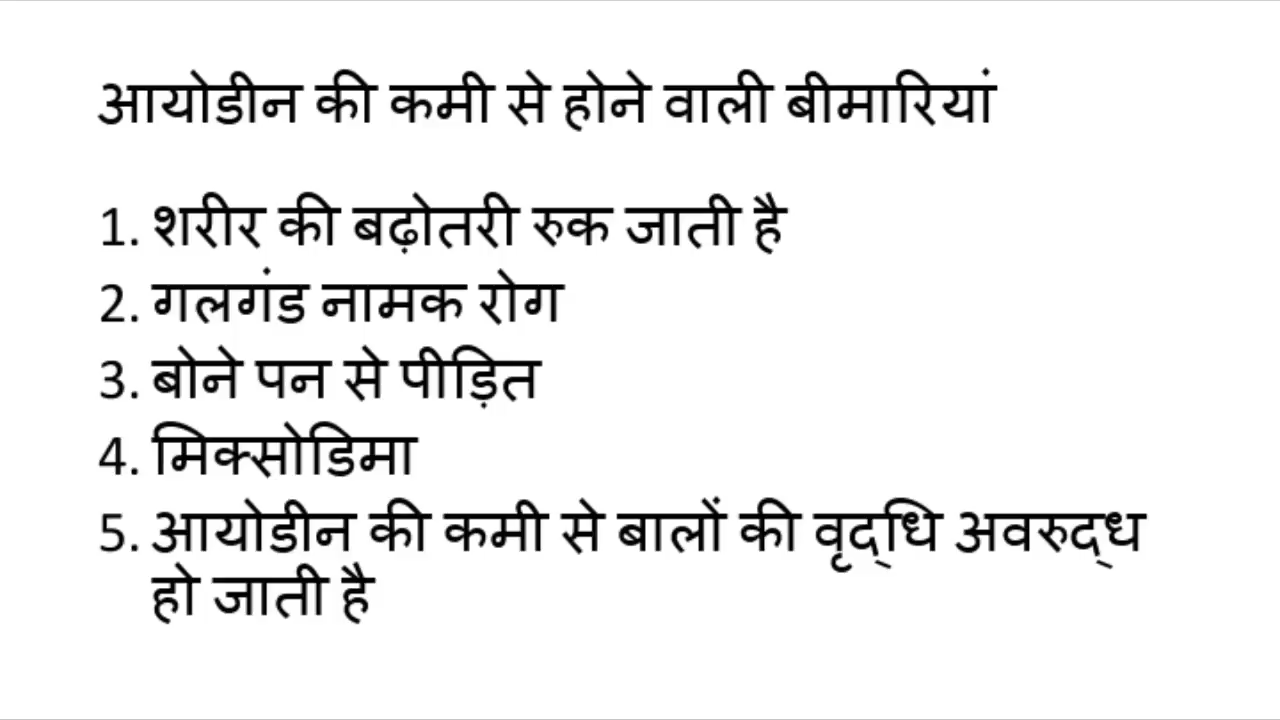 आयोडीन की कमी से होने वाली बीमारियां
1. शरीर की बढ़ोतरी रुक जाती है
2. गलगंड नामक रोग
3. बोने पन से पीड़ित
4. मिक्सोडिमा
5. आयोडीन की कमी से बालों की वृद्‌धि अवरुद्‌ध
हो जाती है